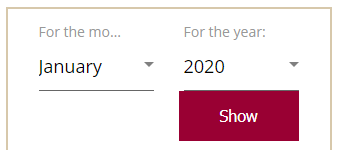 For the mo... For the year:
January 2020
Show